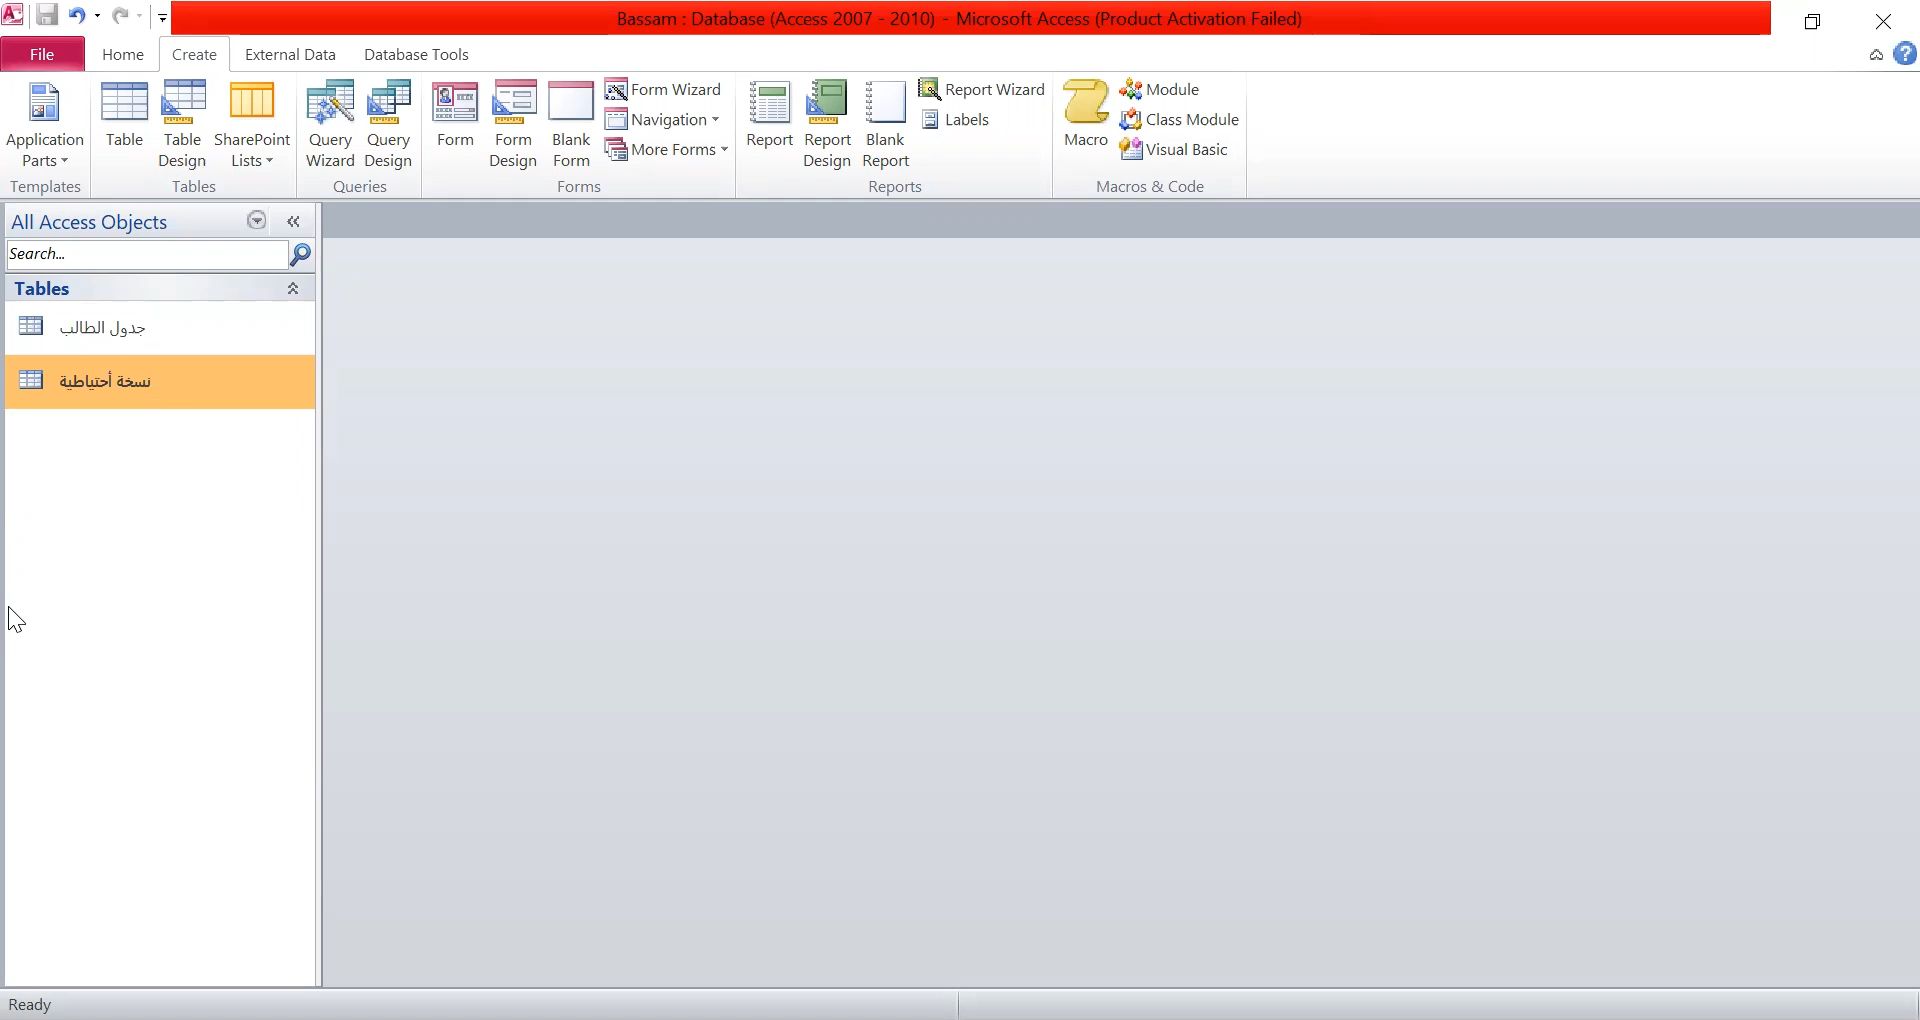 Bassam : Database (Access 2007 - 2010) - Microsoft Access (Product Activation Failed)
File Home Create External Data Database Tools
Application Parts
Table
Table Design
SharePoint Lists
Query Wizard
Query Design
Form
Form Design
Blank Form
Form Wizard
Navigation
More Forms
Report
Report Design
Blank Report
Report Wizard
Labels
Macro
Module
Class Module
Visual Basic
Templates Tables Queries Forms Reports Macros & Code
All Access Objects
Search...
Tables
جدول الطالب
نسخة أحتياطية
Ready